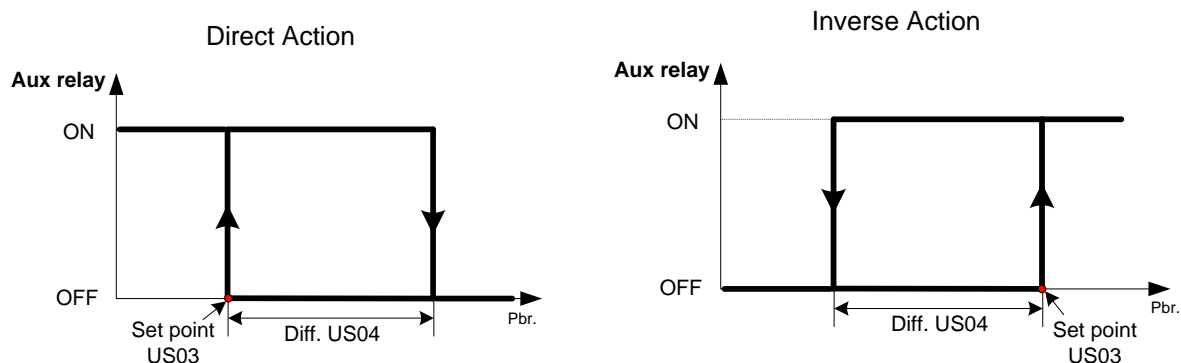 Direct Action
Aux relay
ON
OFF
Set point
US03
Diff. US04
Pbr.
Inverse Action
Aux relay
ON
OFF
Diff. US04
Set point
US03
Pbr.